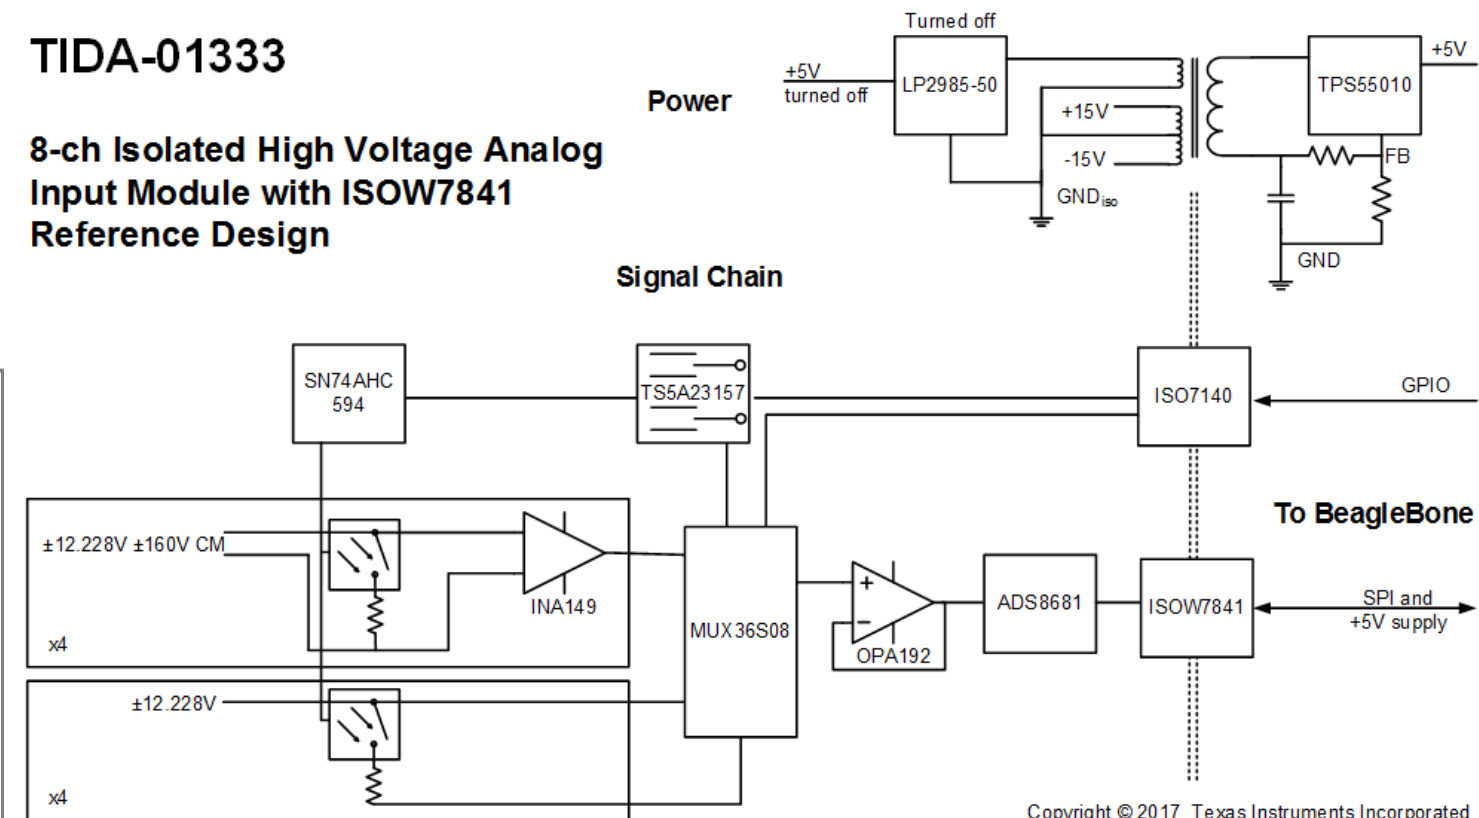 TIDA-01333
8-ch Isolated High Voltage Analog
Input Module with ISOW7841
Reference Design
Power
Turned off
+5V
turned off
LP2985-50
+15V
-15V
GNDiso
TPS55010
+5V
FB
GND
Signal Chain
SN74AHC
594
TS5A23157
ISO7140
GPIO
To BeagleBone
±12.228V ±160V CM
INA149
x4
MUX36S08
OPA192
ADS8681
ISOW7841
SPI and
+5V supply
±12.228V
x4
Copyright © 2017 Texas Instruments Incorporated